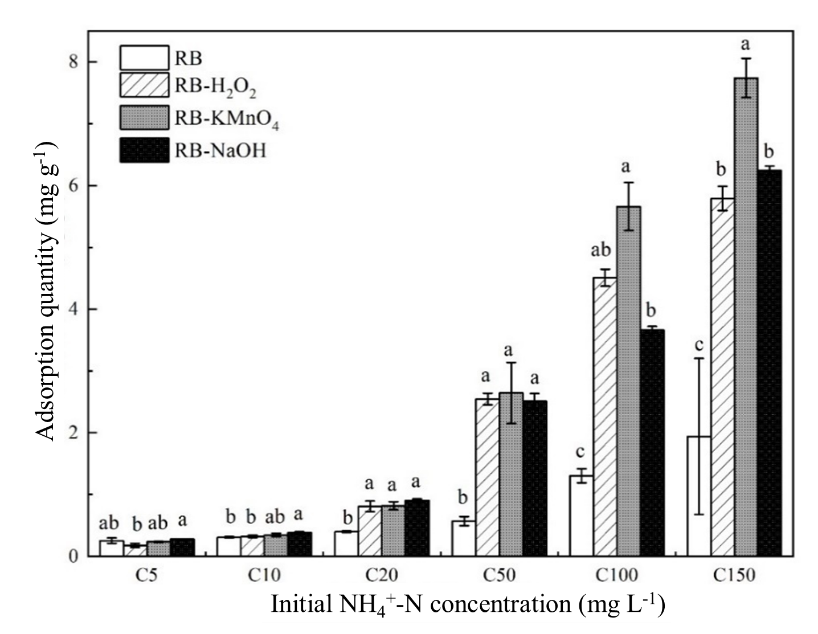 RB
RB-H₂O₂
RB-KMnO₄
RB-NaOH
Adsorption quantity (mg g⁻¹)
8
6
4
2
0
ab b ab a
b b ab a
b a a a
b a a a
c ab a b
c b a b
C5 C10 C20 C50 C100 C150
Initial NH₄⁺-N concentration (mg L⁻¹)